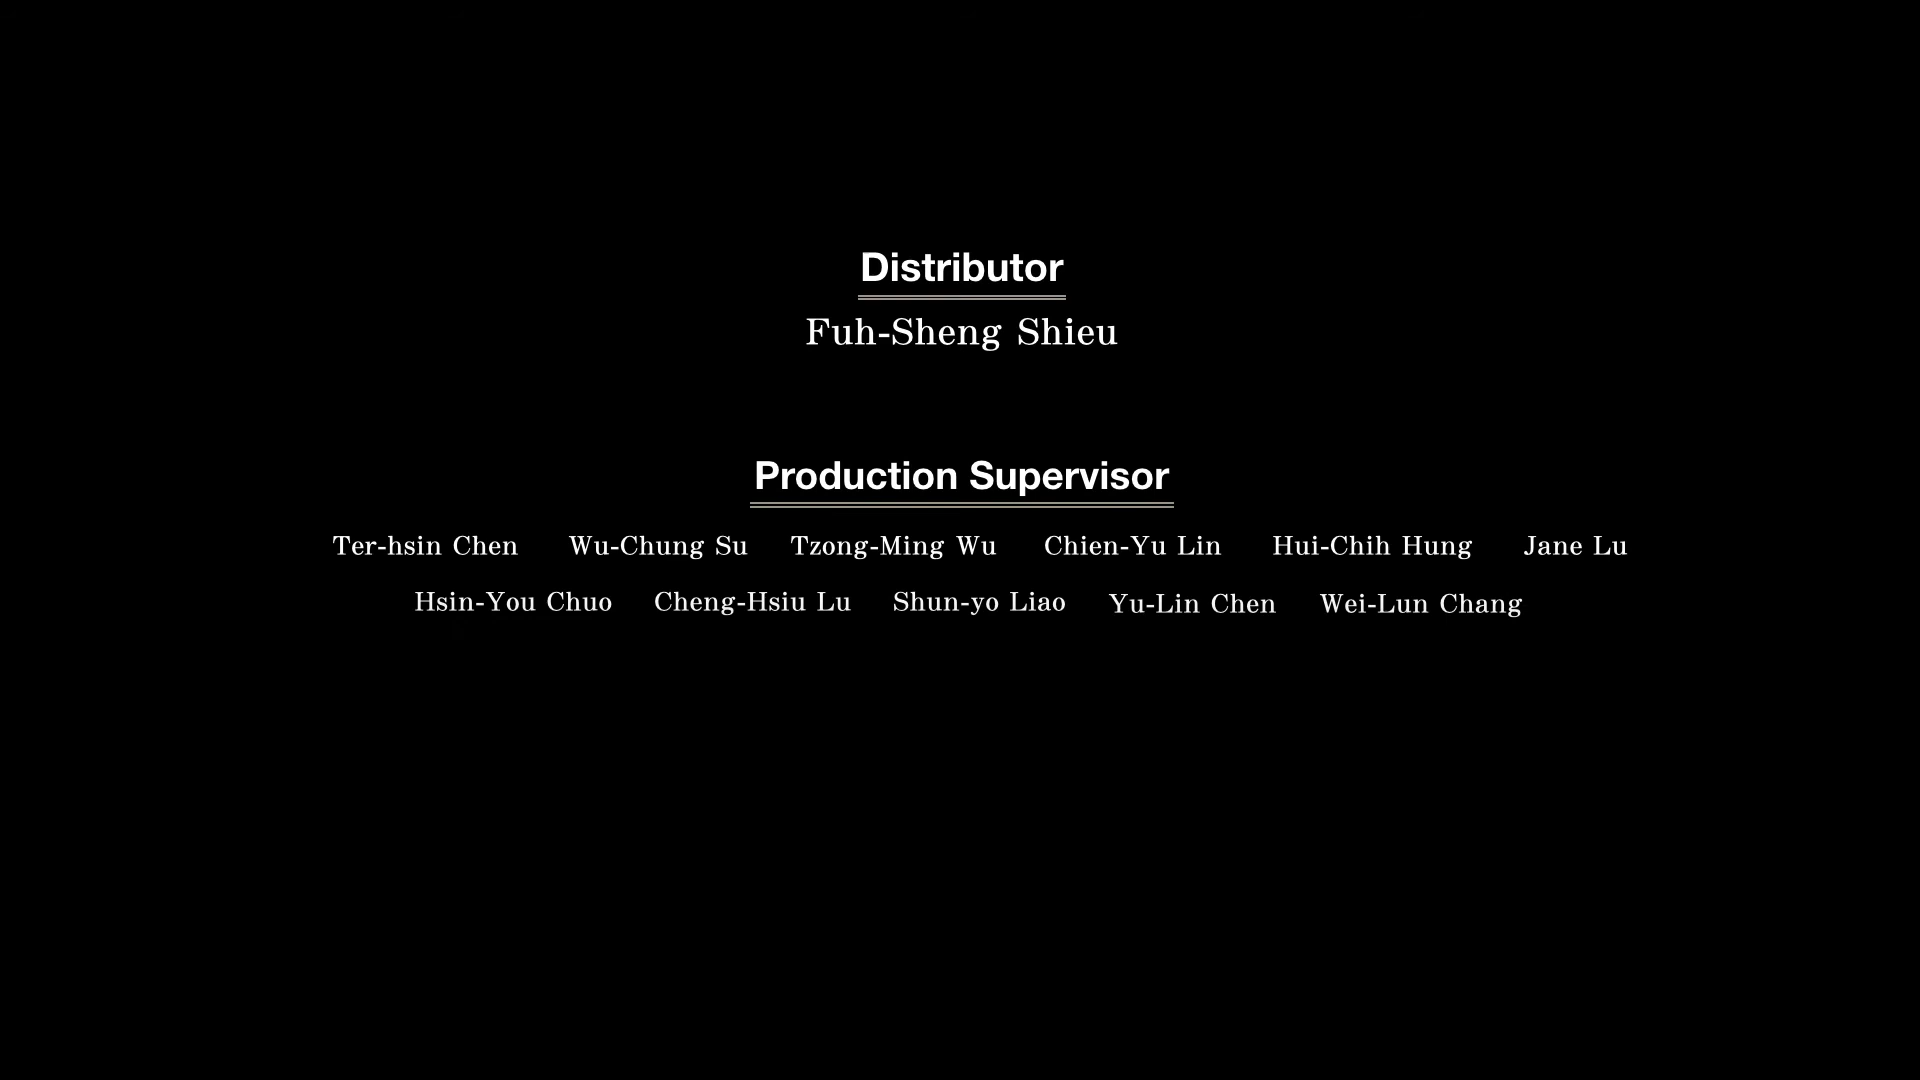 Distributor
Fuh-Sheng Shieu
Production Supervisor
Ter-hsin Chen Wu-Chung Su Tzong-Ming Wu Chien-Yu Lin Hui-Chih Hung Jane Lu
Hsin-You Chuo Cheng-Hsiu Lu Shun-yo Liao Yu-Lin Chen Wei-Lun Chang